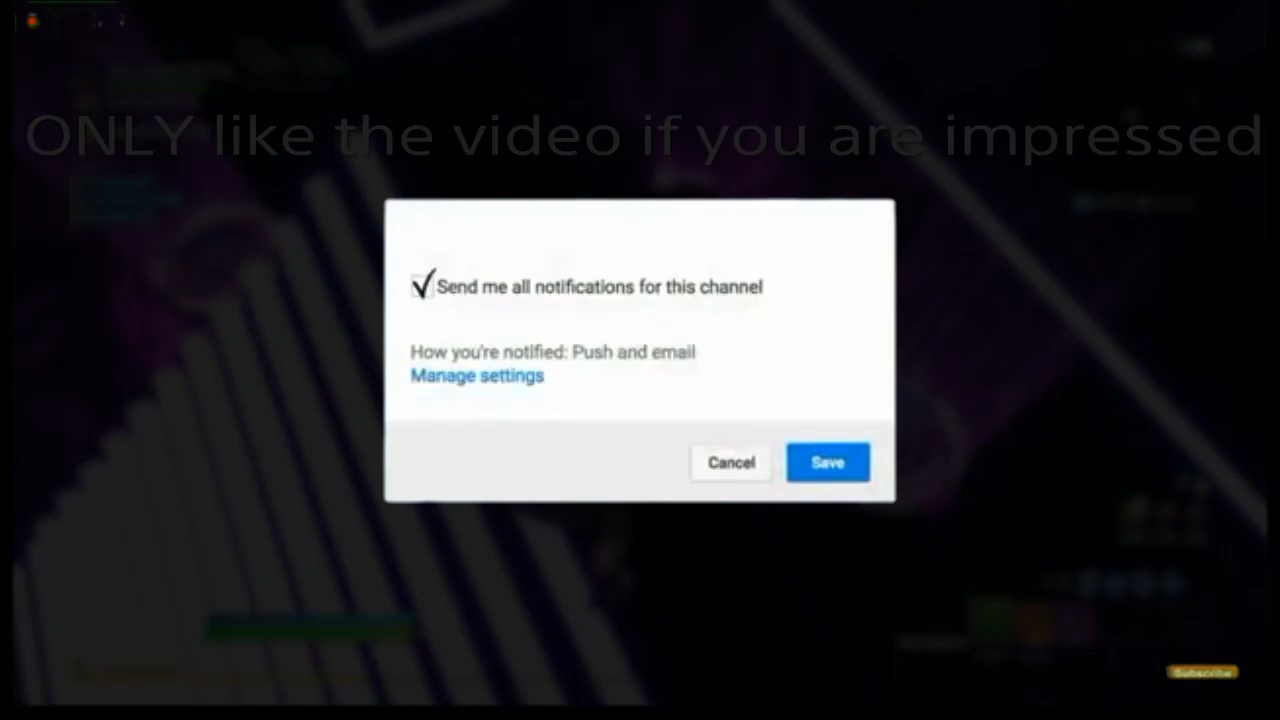 ONLY like the video if you are impressed
Send me all notifications for this channel
How you're notified: Push and email
Manage settings
Cancel
Save
Subscribe